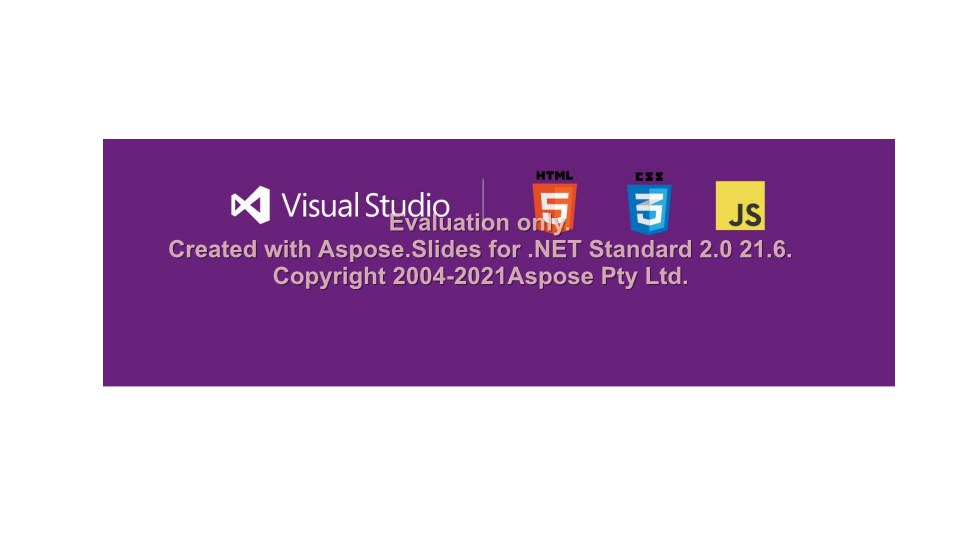 HTML
CSS
Visual Studio
5
3
JS
Evaluation only.
Created with Aspose.Slides for .NET Standard 2.0 21.6.
Copyright 2004-2021Aspose Pty Ltd.